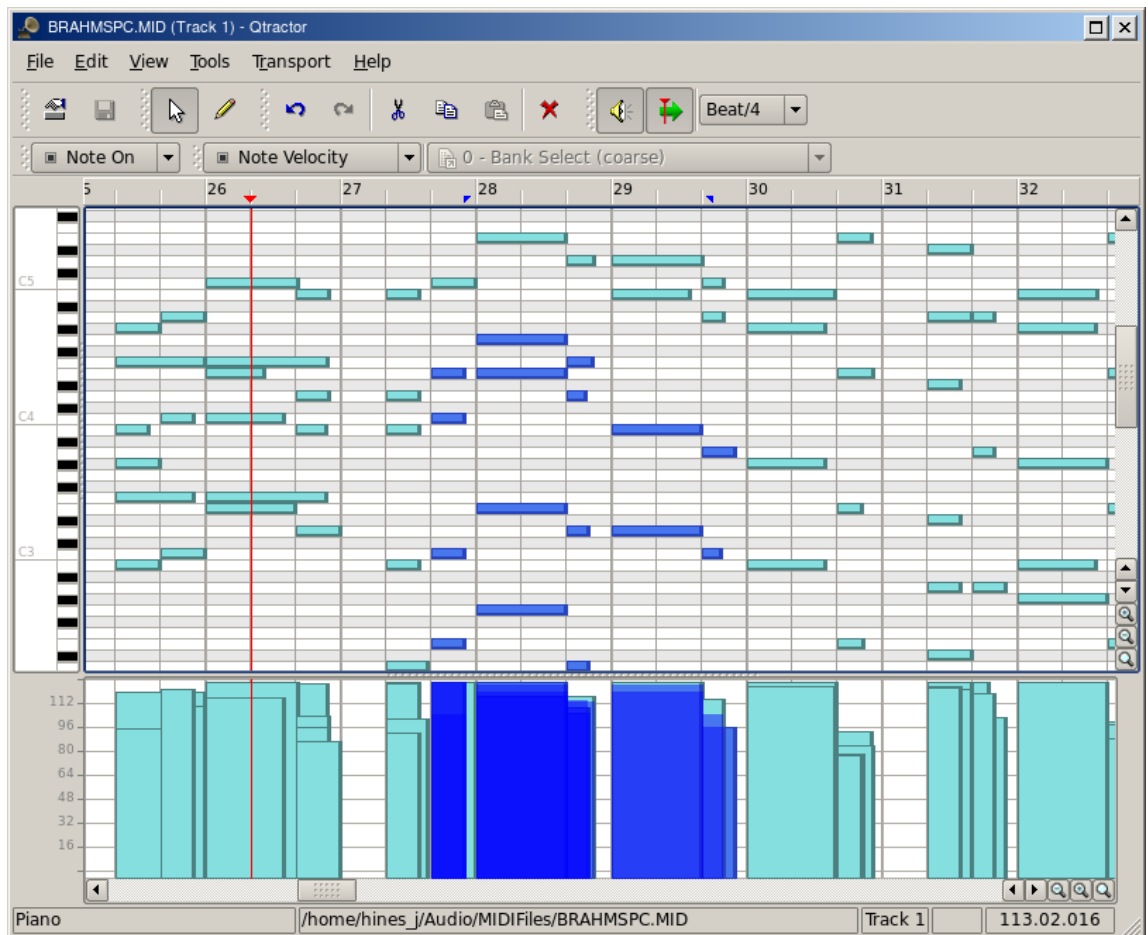 BRAHMSPC.MID (Track 1) - Qtractor
File Edit View Tools Transport Help
Beat/4
Note On Note Velocity 0 - Bank Select (coarse)
5 26 27 28 29 30 31 32
C5
C4
C3
112
96
80
64
48
32
16
Piano /home/hines_j/Audio/MIDIFiles/BRAHMSPC.MID Track 1 113.02.016